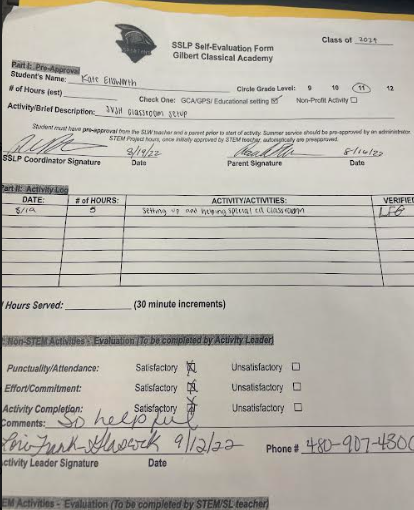 Class of 2024
SSLP Self-Evaluation Form
Gilbert Classical Academy
Part I: Pre-Approval
Student's Name: Kate Ellsworth
Circle Grade Level: 9 10 11 12
# of Hours (est)
Check One: GCA/GPS/ Educational setting ☑ Non-Profit Activity ☐
Activity/Brief Description: classroom setup
Student must have pre-approval from the SLW teacher and a parent prior to start of activity. Summer service should be pre-approved by an administrator.
STEM Project hours, once initially approved by STEM teacher, automatically are preapproved.
8/19/22 8/16/22
SSLP Coordinator Signature Date Parent Signature Date
Part II: Activity Log
DATE: # of HOURS: ACTIVITY/ACTIVITIES: VERIFIED
8/19 5 setting up and helping special ed classroom
Hours Served: (30 minute increments)
Non-STEM Activities - Evaluation (To be completed by Activity Leader)
Punctuality/Attendance: Satisfactory ☒ Unsatisfactory ☐
Effort/Commitment: Satisfactory ☒ Unsatisfactory ☐
Activity Completion: Satisfactory ☒ Unsatisfactory ☐
Comments: So helpful
9/12/22 Phone # 480-907-4300
Activity Leader Signature Date
EM Activities - Evaluation (To be completed by STEM/SL teacher)